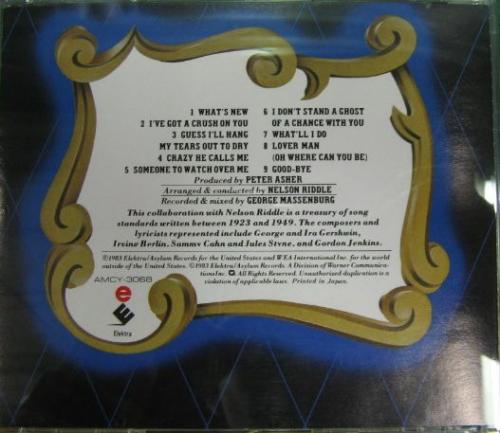 1 WHAT'S NEW
2 I'VE GOT A CRUSH ON YOU
3 GUESS I'LL HANG
MY TEARS OUT TO DRY
4 CRAZY HE CALLS ME
5 SOMEONE TO WATCH OVER ME
6 I DON'T STAND A GHOST
OF A CHANCE WITH YOU
7 WHAT'LL I DO
8 LOVER MAN
(OH WHERE CAN YOU BE)
9 GOOD-BYE
Produced by PETER ASHER
Arranged & conducted by NELSON RIDDLE
Recorded & mixed by GEORGE MASSENBURG
This collaboration with Nelson Riddle is a treasury of song
standards written between 1923 and 1949. The composers and
lyricists represented include George and Ira Gershwin,
Irving Berlin, Sammy Cahn and Jules Styne, and Gordon Jenkins.
©1983 Elektra/Asylum Records for the United States and WEA International Inc. for the world
outside of the United States. ©1983 Elektra/Asylum Records. A Division of Warner Communica-
tions Inc. All Rights Reserved. Unauthorized duplication is a
violation of applicable laws. Printed in Japan.
AMCY-3068
e
Elektra